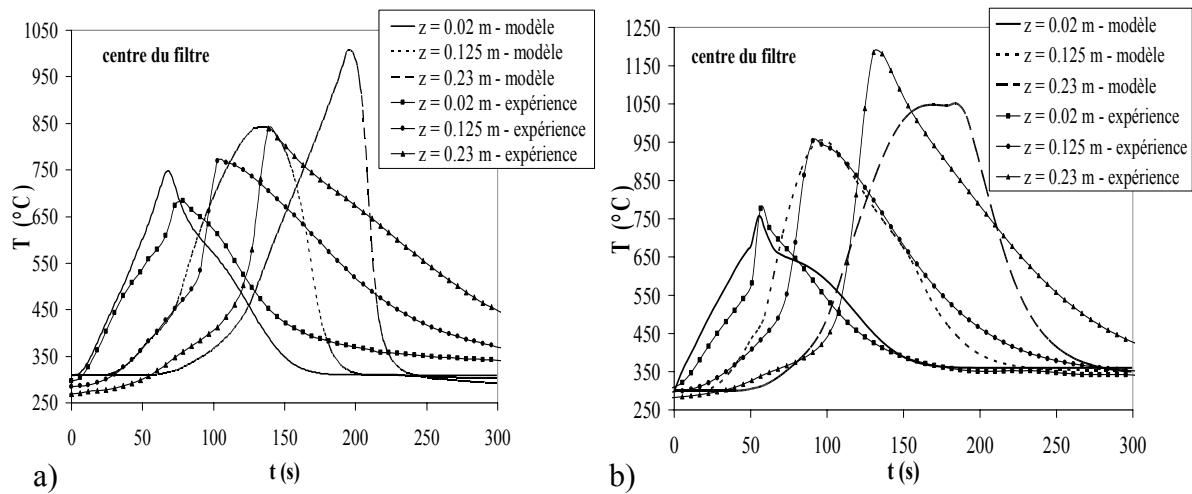 1050
950
850
750
650
550
450
350
250
T (°C)
centre du filtre
z = 0.02 m - modèle
z = 0.125 m - modèle
z = 0.23 m - modèle
z = 0.02 m - expérience
z = 0.125 m - expérience
z = 0.23 m - expérience
0 50 100 150 200 250 300
t (s)
a)
1250
1150
1050
950
850
750
650
550
450
350
250
T (°C)
centre du filtre
z = 0.02 m - modèle
z = 0.125 m - modèle
z = 0.23 m - modèle
z = 0.02 m expérience
z = 0.125 m - expérience
z = 0.23 m - expérience
0 50 100 150 200 250 300
t (s)
b)